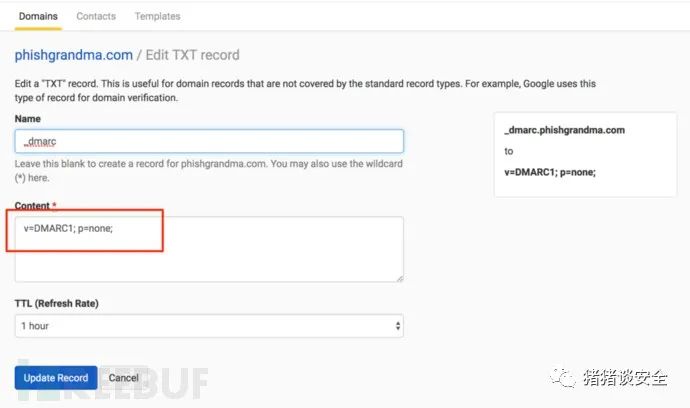 Domains Contacts Templates
phishgrandma.com / Edit TXT record
Edit a "TXT" record. This is useful for domain records that are not covered by the standard record types. For example, Google uses this
type of record for domain verification.
Name
_dmarc
Leave this blank to create a record for phishgrandma.com. You may also use the wildcard
(*) here.
_dmarc.phishgrandma.com
to
v=DMARC1; p=none;
Content *
v=DMARC1; p=none;
TTL (Refresh Rate)
1 hour
Update Record Cancel
REEBUF
猪猪谈安全